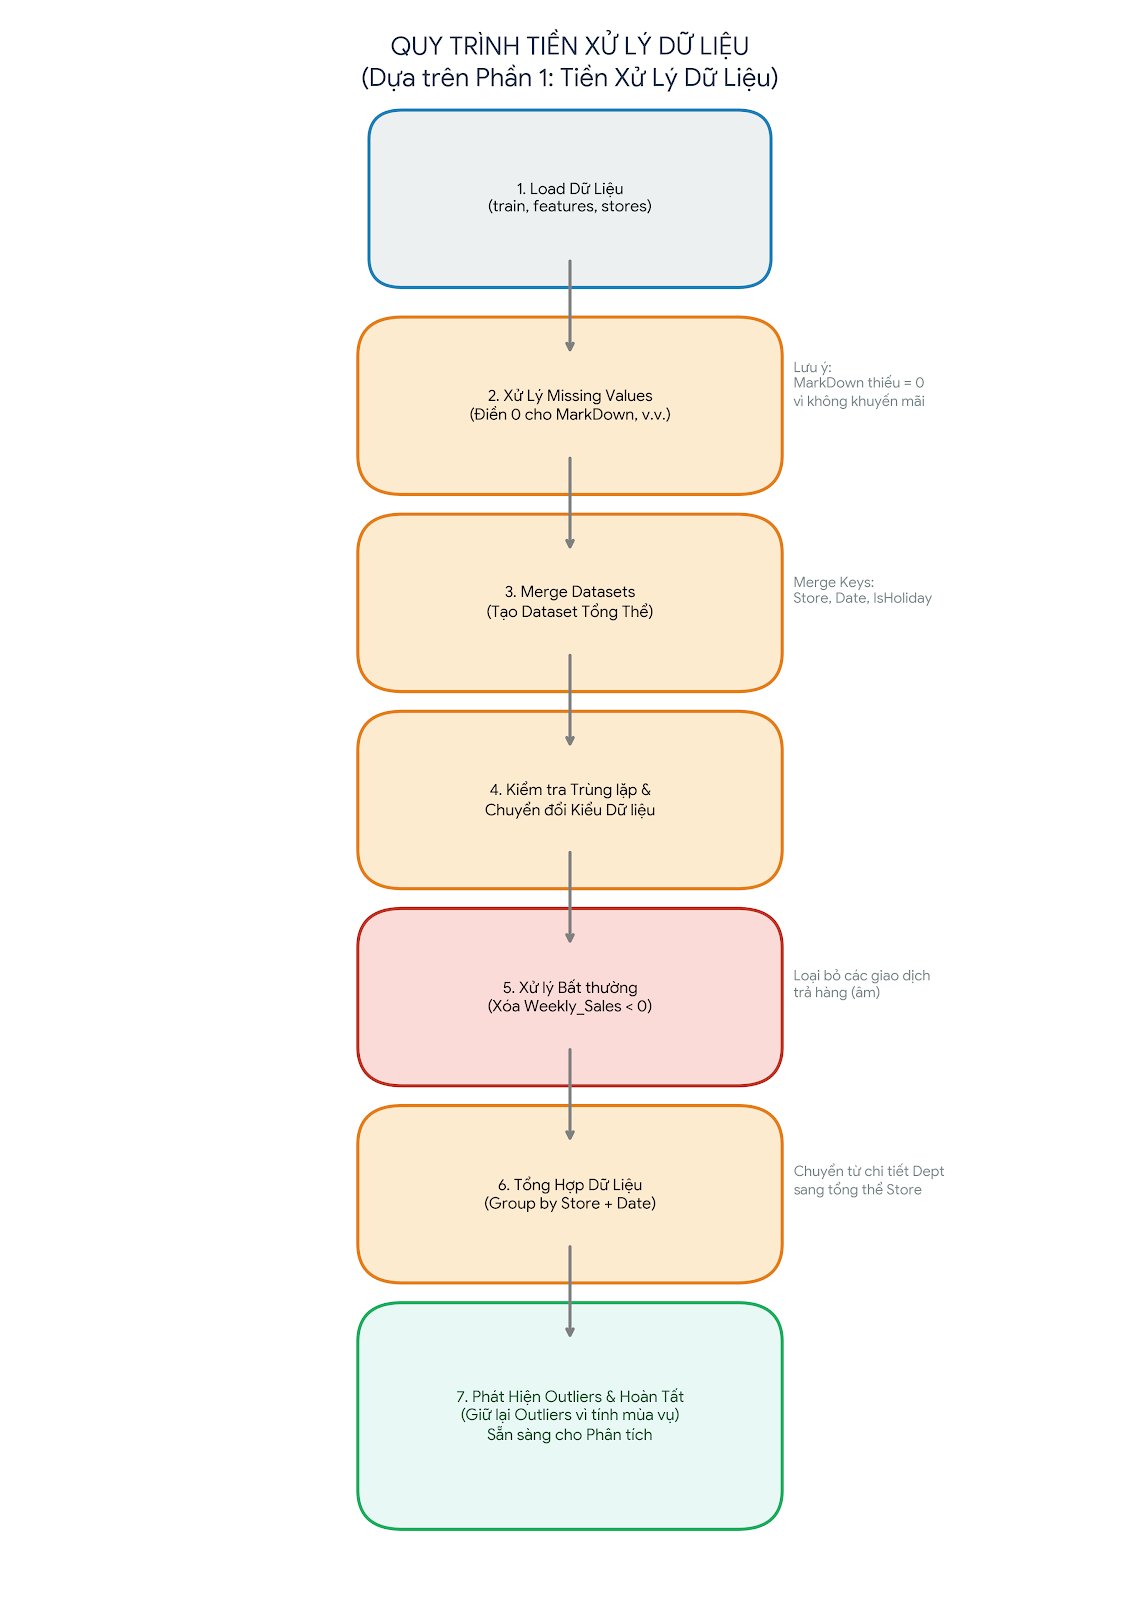 QUY TRÌNH TIỀN XỬ LÝ DỮ LIỆU
(Dựa trên Phần 1: Tiền Xử Lý Dữ Liệu)
1. Load Dữ Liệu
(train, features, stores)
2. Xử Lý Missing Values
(Điền 0 cho MarkDown, v.v.)
Lưu ý:
MarkDown thiếu = 0
vì không khuyến mãi
3. Merge Datasets
(Tạo Dataset Tổng Thể)
Merge Keys:
Store, Date, IsHoliday
4. Kiểm tra Trùng lặp &
Chuyển đổi Kiểu Dữ liệu
5. Xử lý Bất thường
(Xóa Weekly_Sales < 0)
Loại bỏ các giao dịch
trả hàng (âm)
6. Tổng Hợp Dữ Liệu
(Group by Store + Date)
Chuyển từ chi tiết Dept
sang tổng thể Store
7. Phát Hiện Outliers & Hoàn Tất
(Giữ lại Outliers vì tính mùa vụ)
Sẵn sàng cho Phân tích